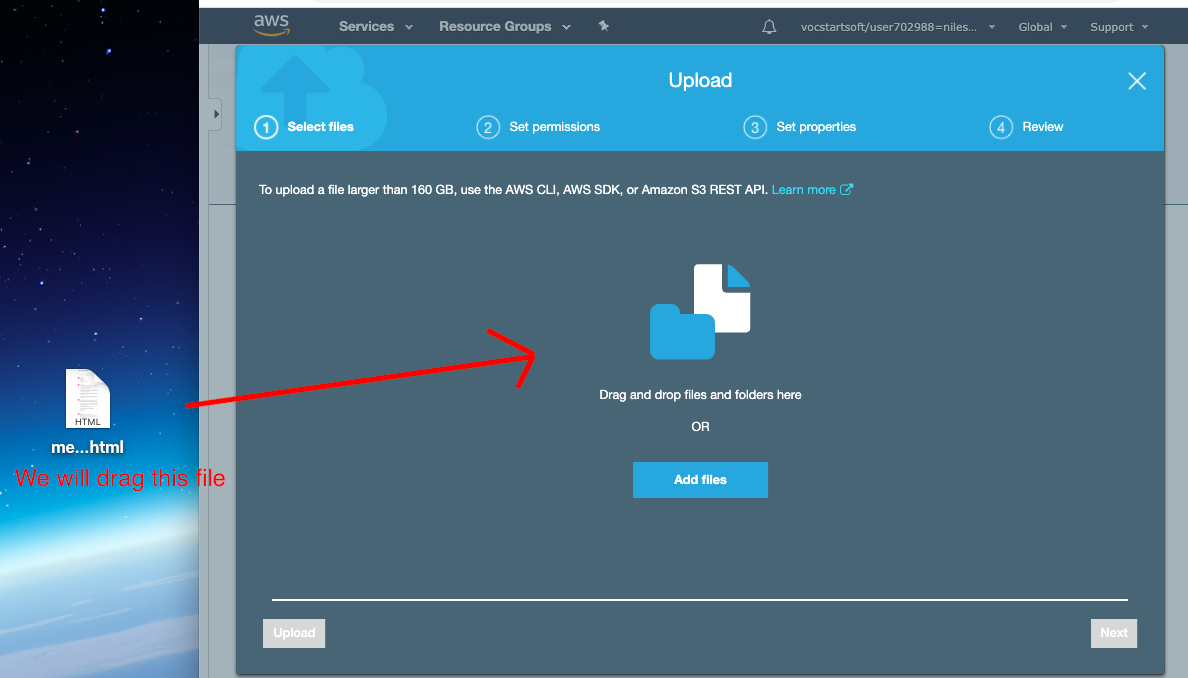 aws
Services
Resource Groups
vocstartsoft/user702988=niles...
Global
Support
Upload
1 Select files
2 Set permissions
3 Set properties
4 Review
To upload a file larger than 160 GB, use the AWS CLI, AWS SDK, or Amazon S3 REST API. Learn more
Drag and drop files and folders here
OR
Add files
HTML
me...html
We will drag this file
Upload
Next